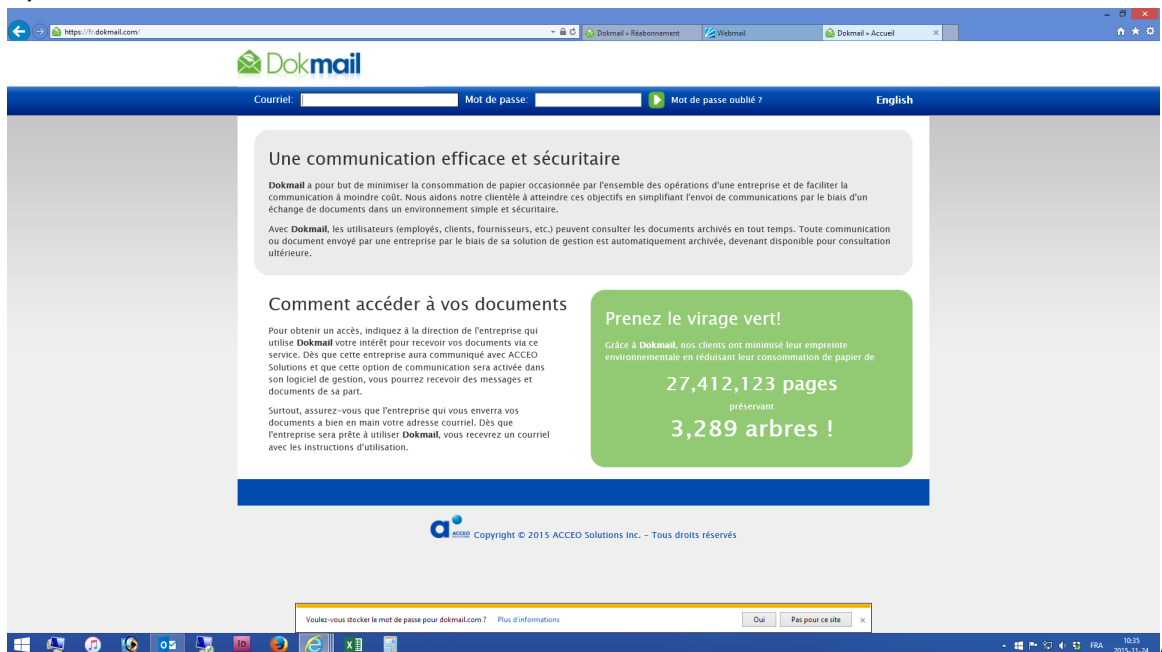 https://fr.dokmail.com/
Dokmail » Réabonnement
Webmail
Dokmail » Accueil
Dokmail
Courriel:
Mot de passe:
Mot de passe oublié ?
English
Une communication efficace et sécuritaire
Dokmail a pour but de minimiser la consommation de papier occasionnée par l'ensemble des opérations d'une entreprise et de faciliter la
communication à moindre coût. Nous aidons notre clientèle à atteindre ces objectifs en simplifiant l'envoi de communications par le biais d'un
échange de documents dans un environnement simple et sécuritaire.
Avec Dokmail, les utilisateurs (employés, clients, fournisseurs, etc.) peuvent consulter les documents archivés en tout temps. Toute communication
ou document envoyé par une entreprise par le biais de sa solution de gestion est automatiquement archivée, devenant disponible pour consultation
ultérieure.
Comment accéder à vos documents
Pour obtenir un accès, indiquez à la direction de l'entreprise qui
utilise Dokmail votre intérêt pour recevoir vos documents via ce
service. Dès que cette entreprise aura communiqué avec ACCEO
Solutions et que cette option de communication sera activée dans
son logiciel de gestion, vous pourrez recevoir des messages et
documents de sa part.
Surtout, assurez-vous que l'entreprise qui vous enverra vos
documents a bien en main votre adresse courriel. Dès que
l'entreprise sera prête à utiliser Dokmail, vous recevrez un courriel
avec les instructions d'utilisation.
Prenez le virage vert!
Grâce à Dokmail, nos clients ont minimisé leur empreinte
environnementale en réduisant leur consommation de papier de
27,412,123 pages
préservant
3,289 arbres !
Copyright © 2015 ACCEO Solutions Inc. - Tous droits réservés
Voulez-vous stocker le mot de passe pour dokmail.com ?
Plus d'informations
Oui
Pas pour ce site
FRA
10:35
2015-11-24